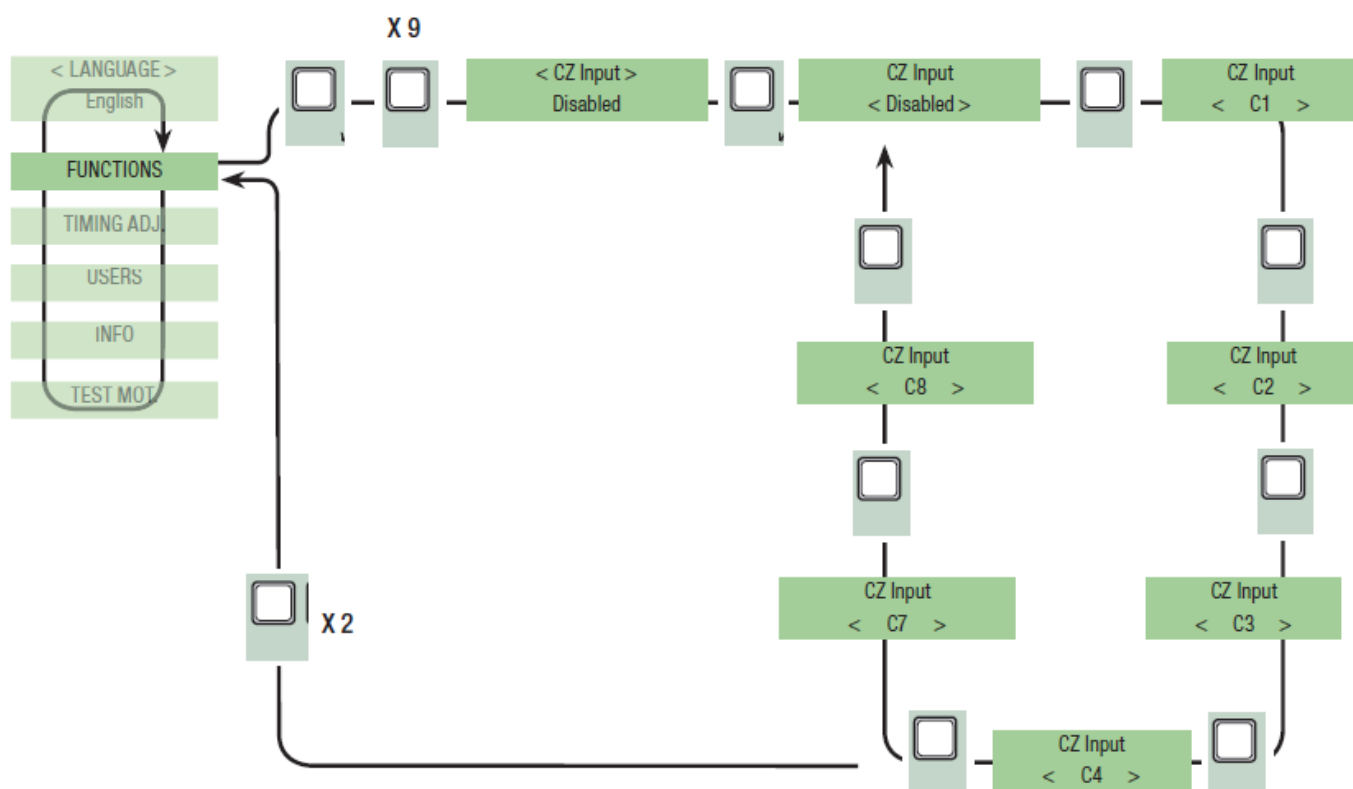 X 9
< LANGUAGE >
English
FUNCTIONS
TIMING ADJ.
USERS
INFO
TEST MOT.
< CZ Input >
Disabled
CZ Input
< Disabled >
CZ Input
< C1 >
CZ Input
< C2 >
CZ Input
< C3 >
CZ Input
< C4 >
CZ Input
< C7 >
CZ Input
< C8 >
X 2